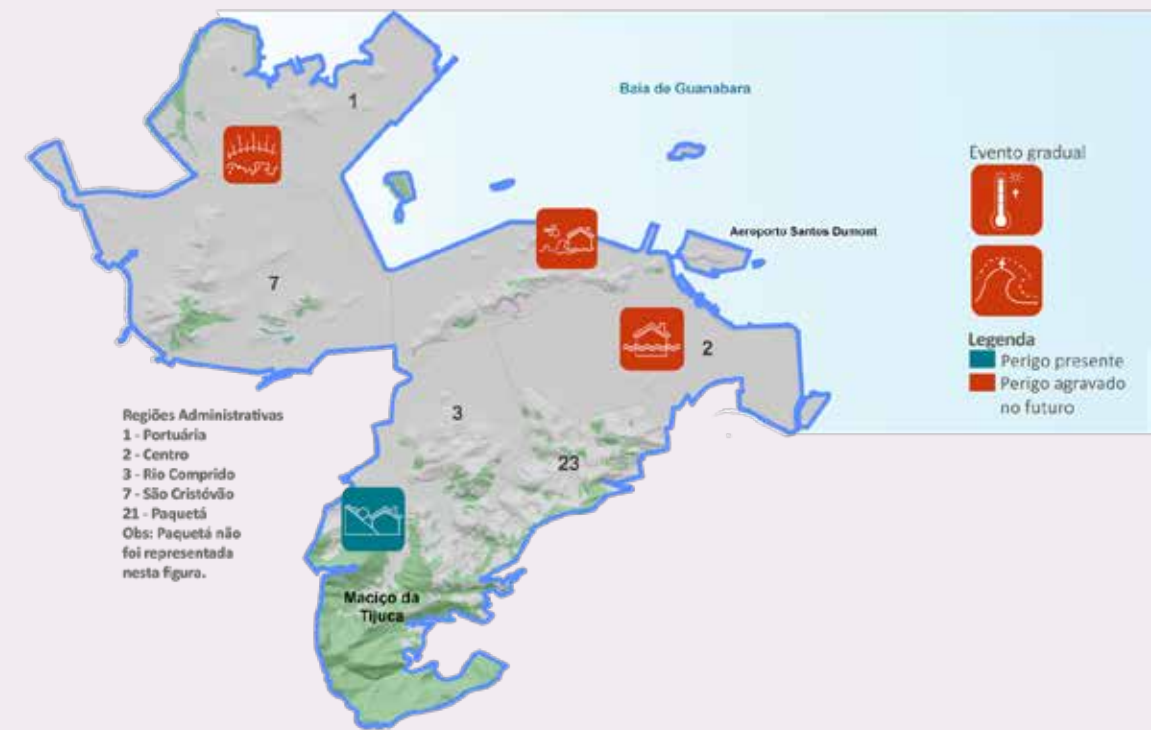 Baia de Guanabara
1
Evento gradual
Aeroporto Santos Dumont
7
2
Legenda
Perigo presente
Perigo agravado
no futuro
3
Regiões Administrativas
1 - Portuária
2 - Centro
3 - Rio Comprido
7 - São Cristóvão
21 - Paquetá
Obs: Paquetá não
foi representada
nesta figura.
23
Maciço da
Tijuca